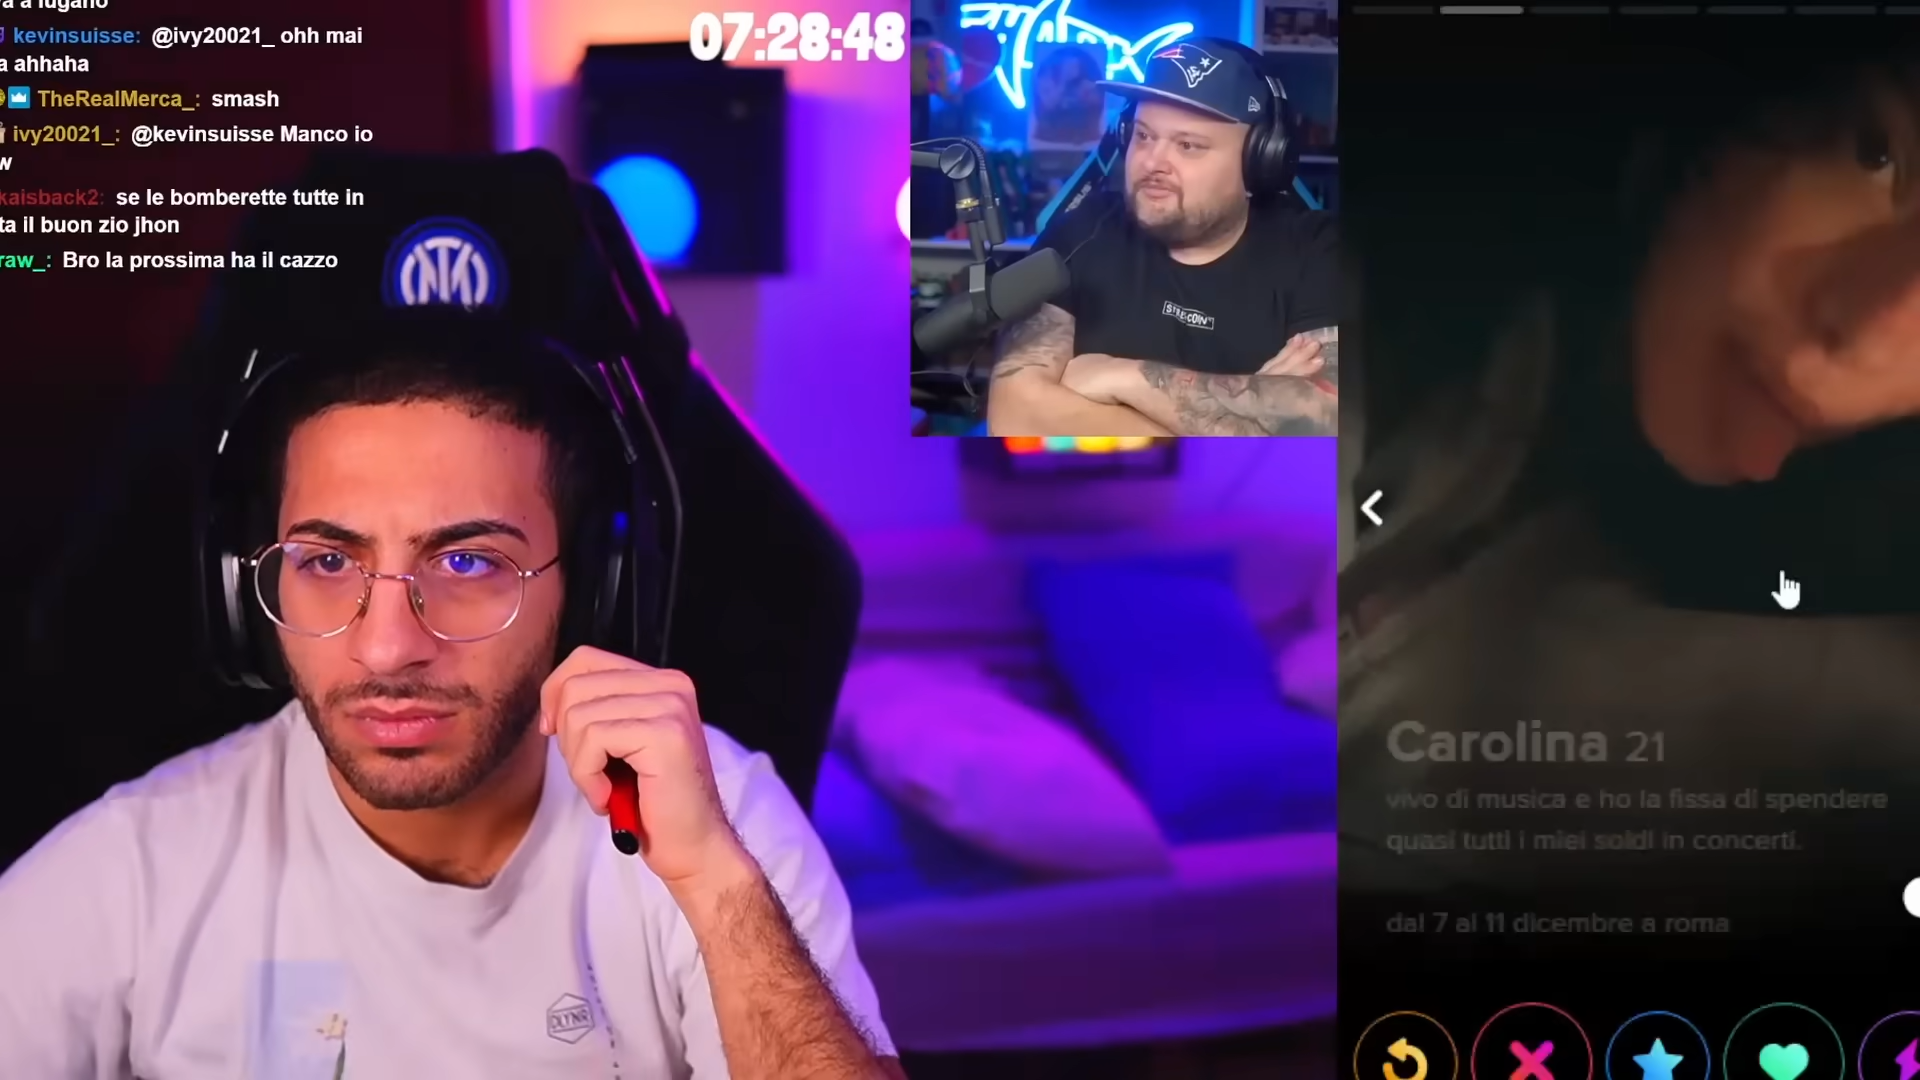 a a lugano
kevinsuisse: @ivy20021_ ohh mai
a ahhaha
TheRealMerca_: smash
ivy20021_: @kevinsuisse Manco io
w
kaisback2: se le bomberette tutte in
ta il buon zio jhon
raw_: Bro la prossima ha il cazzo
07:28:48
DLYNR
Carolina 21
vivo di musica e ho la fissa di spendere
quasi tutti i miei soldi in concerti.
dal 7 al 11 dicembre a roma